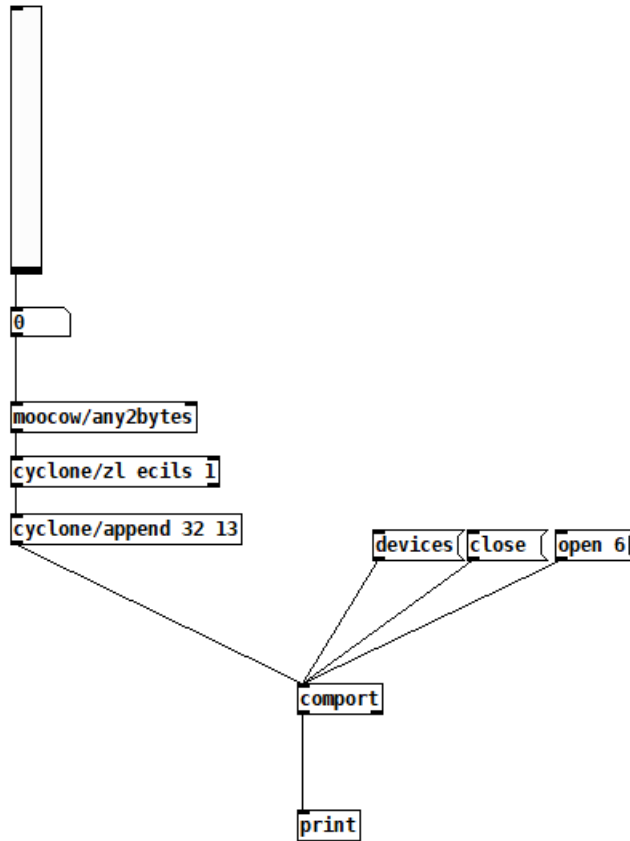 0
moocow/any2bytes
cyclone/zl ecils 1
cyclone/append 32 13
devices close open 6
comport
print